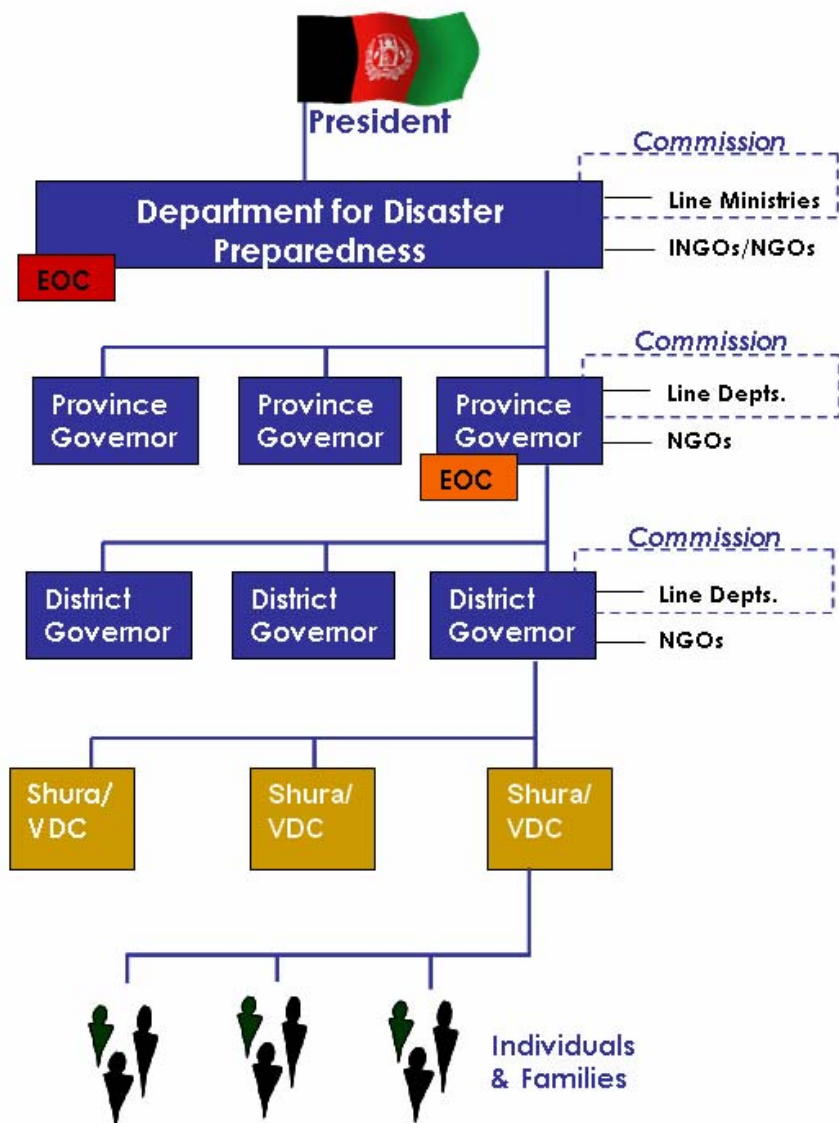 President
Commission
Line Ministries
Department for Disaster
Preparedness
INGOs/NGOs
EOC
Commission
Province
Governor
Province
Governor
Province
Governor
Line Depts.
NGOs
EOC
Commission
District
Governor
District
Governor
District
Governor
Line Depts.
NGOs
Shura/
VDC
Shura/
VDC
Shura/
VDC
Individuals
& Families